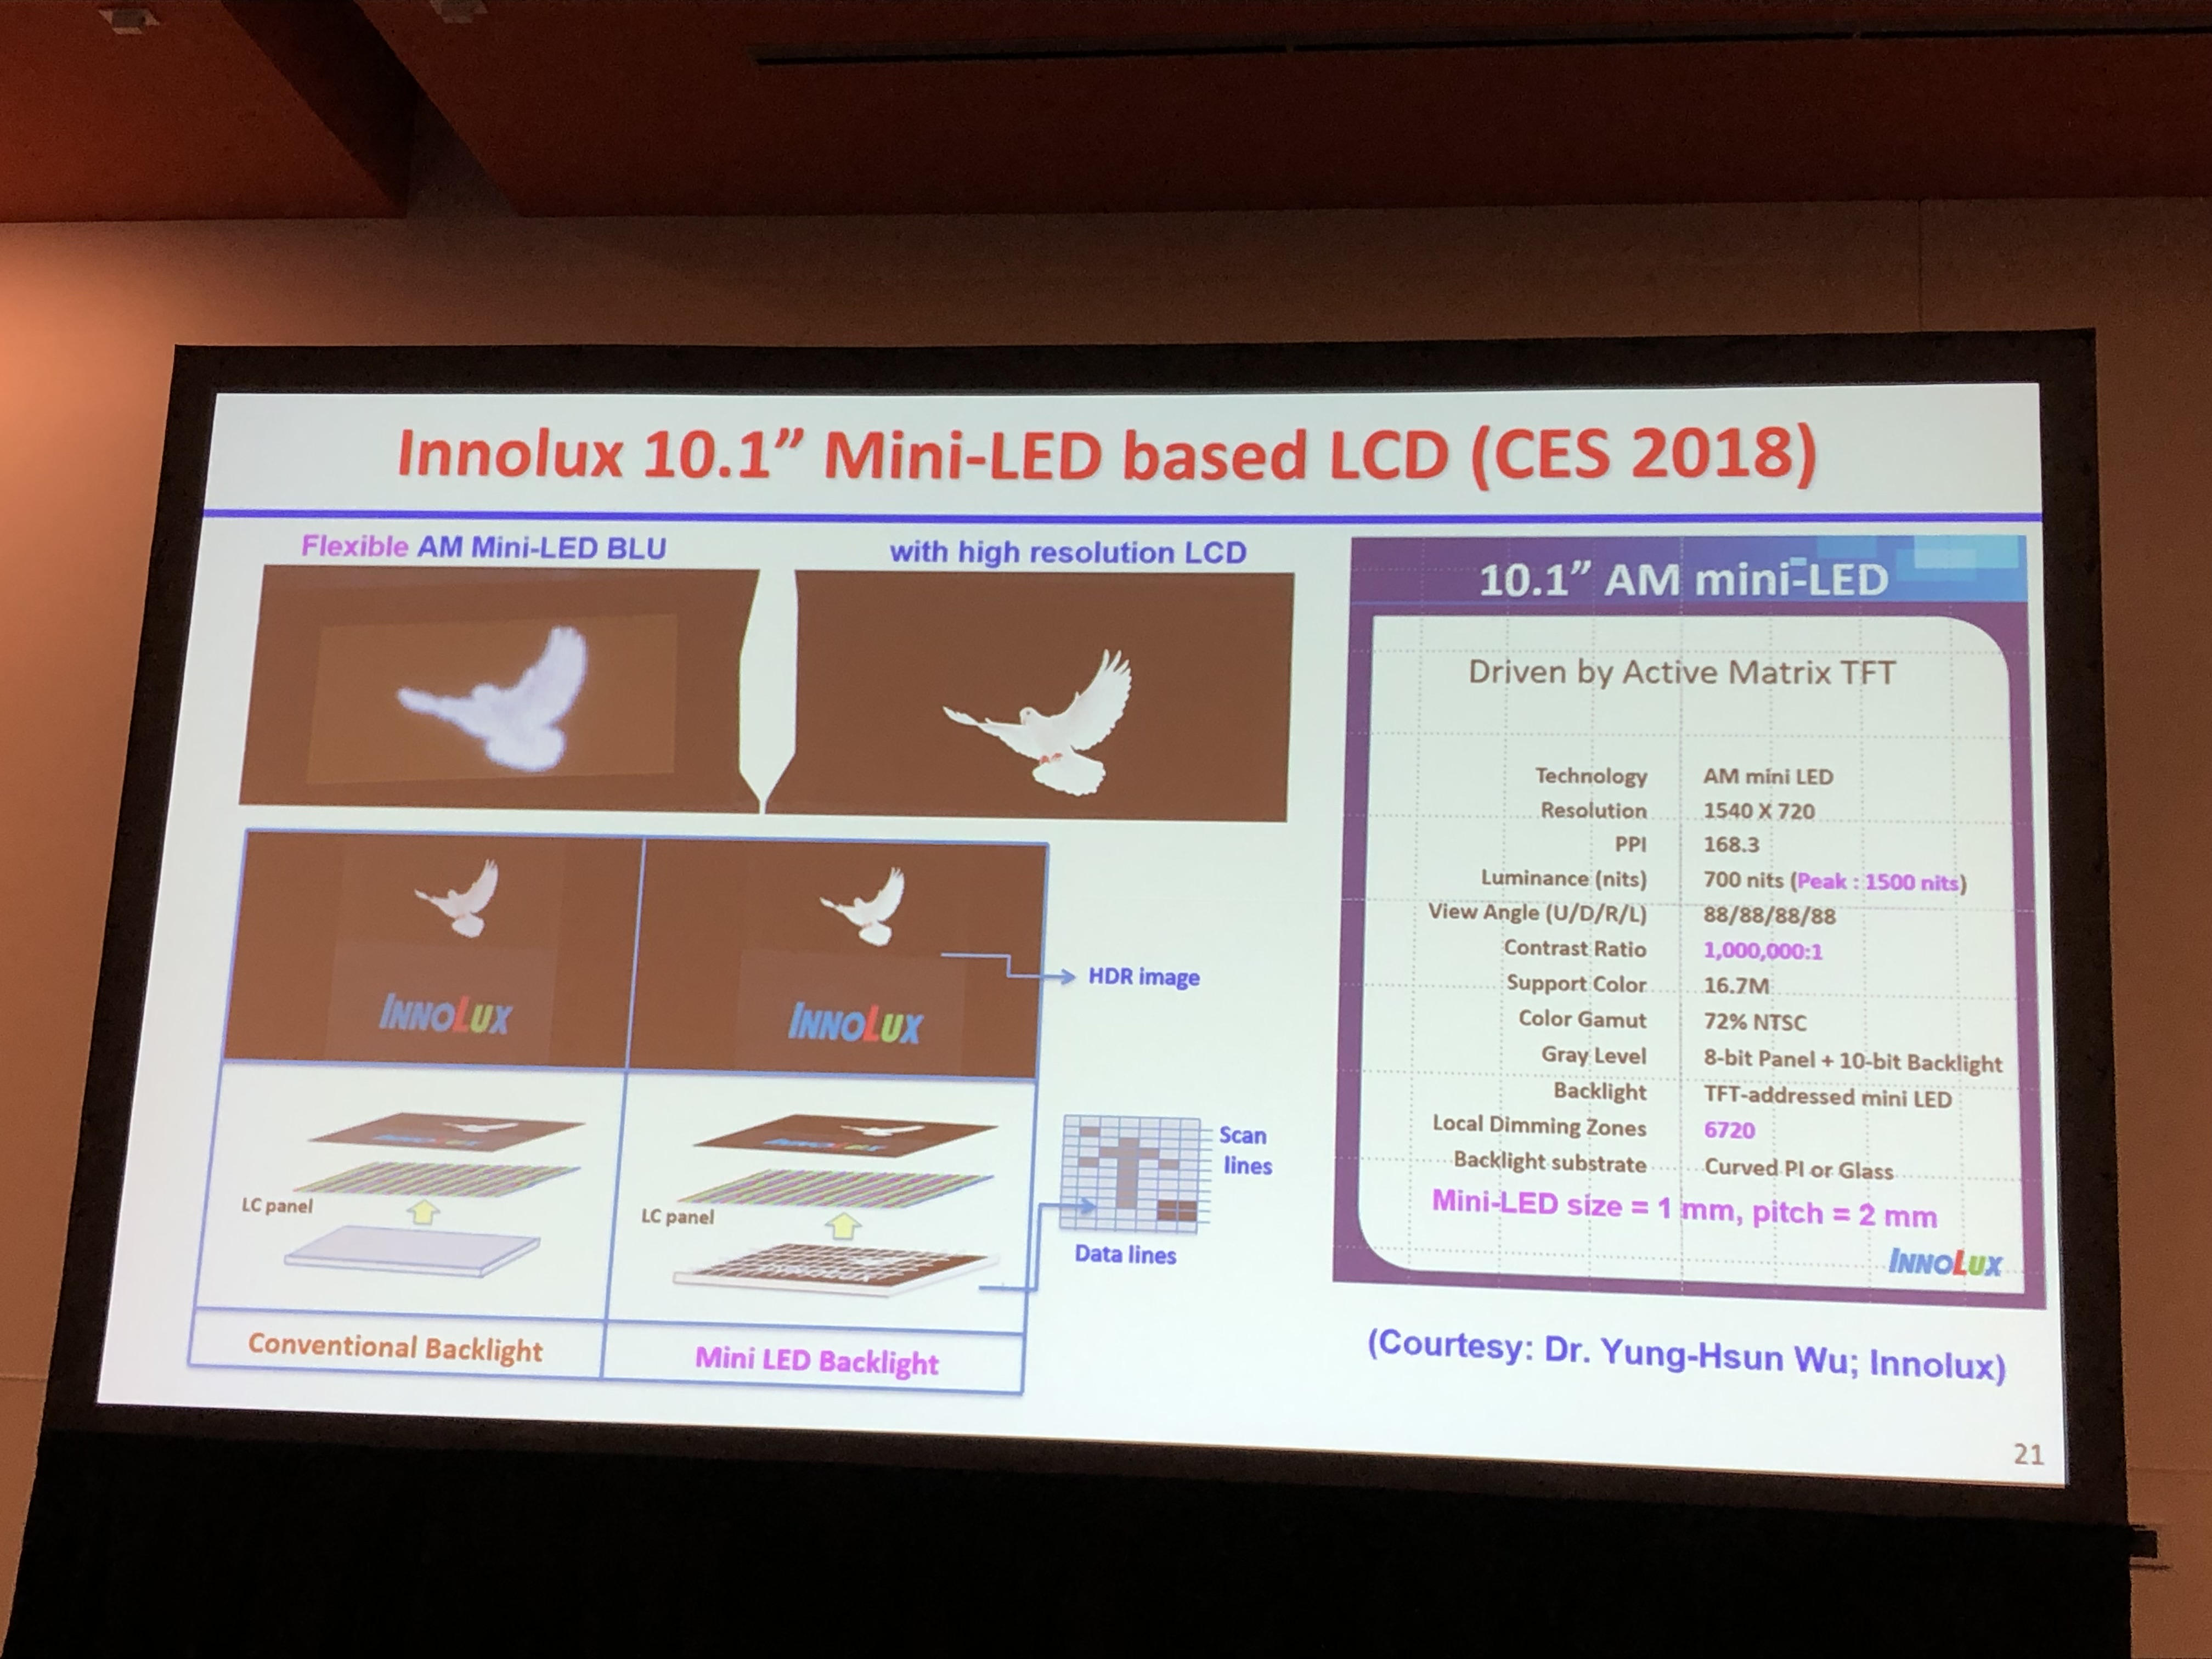 Innolux 10.1” Mini-LED based LCD (CES 2018)
Flexible AM Mini-LED BLU
with high resolution LCD
INNOLUX
INNOLUX
HDR image
LC panel
LC panel
Scan
lines
Data lines
Conventional Backlight
Mini LED Backlight
10.1” AM mini-LED
Driven by Active Matrix TFT
Technology AM mini LED
Resolution 1540 X 720
PPI 168.3
Luminance (nits) 700 nits (Peak : 1500 nits)
View Angle (U/D/R/L) 88/88/88/88
Contrast Ratio 1,000,000:1
Support Color 16.7M
Color Gamut 72% NTSC
Gray Level 8-bit Panel + 10-bit Backlight
Backlight TFT-addressed mini LED
Local Dimming Zones 6720
Backlight substrate Curved PI or Glass
Mini-LED size = 1 mm, pitch = 2 mm
INNOLUX
(Courtesy: Dr. Yung-Hsun Wu; Innolux)
21